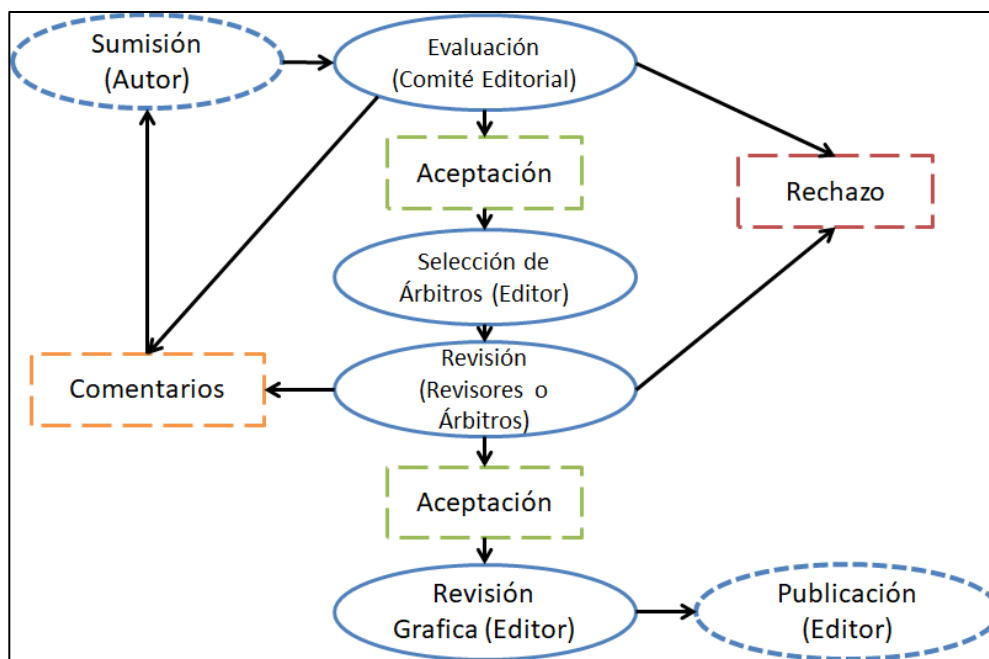 Sumisión
(Autor)
Evaluación
(Comité Editorial)
Aceptación
Rechazo
Selección de
Árbitros (Editor)
Comentarios
Revisión
(Revisores o
Árbitros)
Aceptación
Revisión
Grafica (Editor)
Publicación
(Editor)